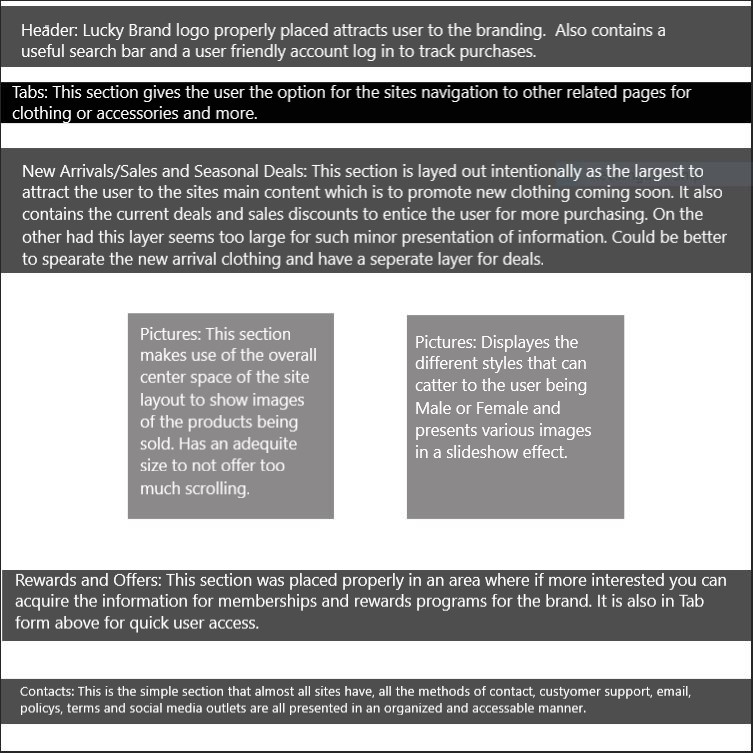 Header: Lucky Brand logo properly placed attracts user to the branding.  Also contains a
useful search bar and a user friendly account log in to track purchases.
Tabs: This section gives the user the option for the sites navigation to other related pages for
clothing or accessories and more.
New Arrivals/Sales and Seasonal Deals: This section is layed out intentionally as the largest to
attract the user to the sites main content which is to promote new clothing coming soon. It also
contains the current deals and sales discounts to entice the user for more purchasing. On the
other had this layer seems too large for such minor presentation of information. Could be better
to spearate the new arrival clothing and have a seperate layer for deals.
Pictures: This section
makes use of the overall
center space of the site
layout to show images
of the products being
sold. Has an adequite
size to not offer too
much scrolling.
Pictures: Displayes the
different styles that can
catter to the user being
Male or Female and
presents various images
in a slideshow effect.
Rewards and Offers: This section was placed properly in an area where if more interested you can
acquire the information for memberships and rewards programs for the brand. It is also in Tab
form above for quick user access.
Contacts: This is the simple section that almost all sites have, all the methods of contact, custyomer support, email,
policys, terms and social media outlets are all presented in an organized and accessable manner.